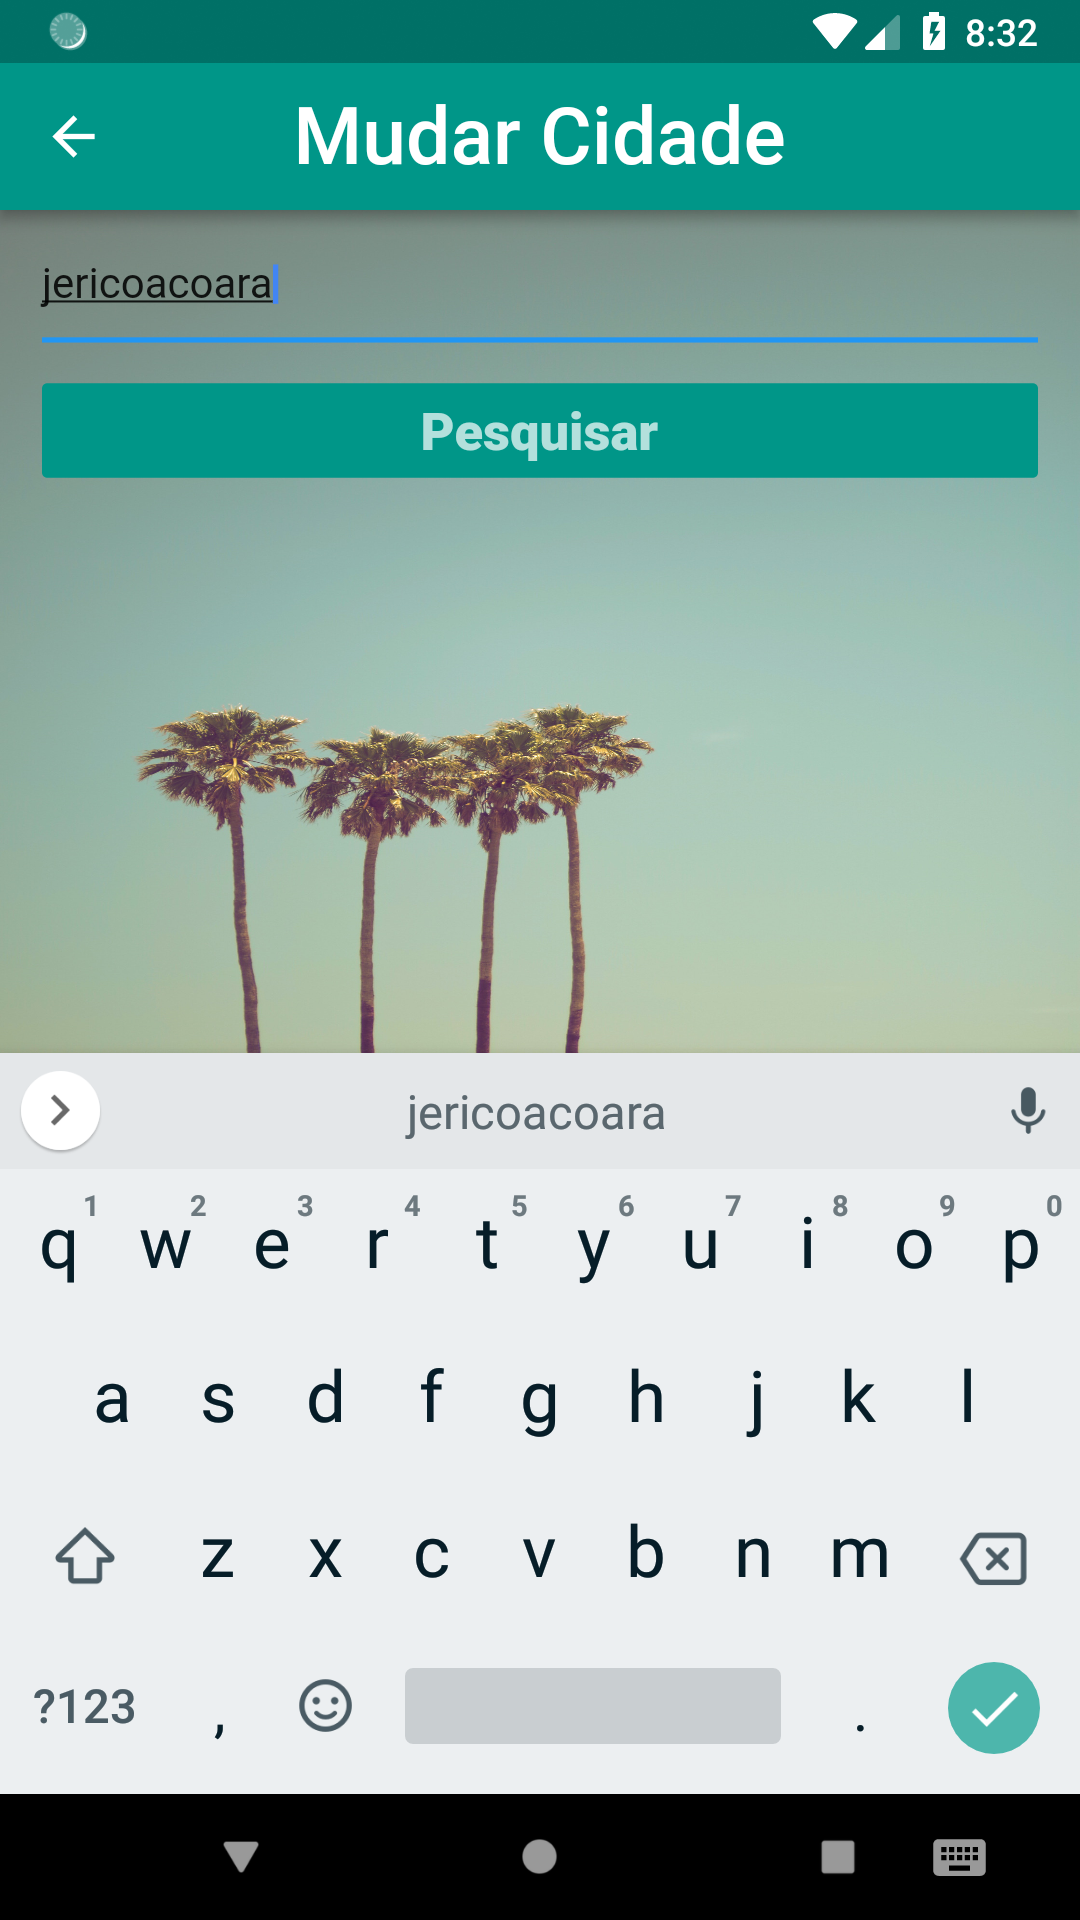 8:32
Mudar Cidade
jericoacoara
Pesquisar
jericoacoara
1 2 3 4 5 6 7 8 9 0
q w e r t y u i o p
a s d f g h j k l
z x c v b n m
?123 , .